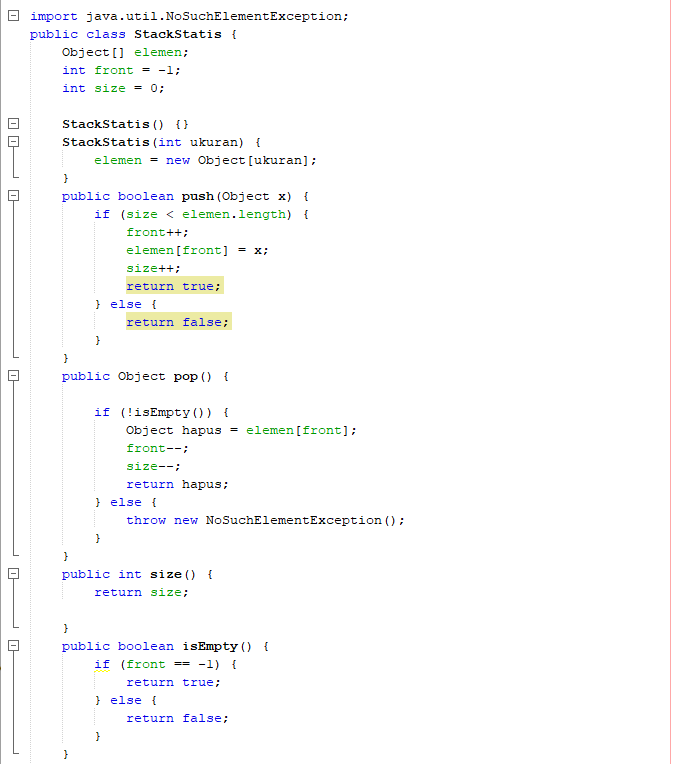 import java.util.NoSuchElementException;
public class StackStatis {
    Object[] elemen;
    int front = -1;
    int size = 0;

    StackStatis() {}
    StackStatis(int ukuran) {
        elemen = new Object[ukuran];
    }
    public boolean push(Object x) {
        if (size < elemen.length) {
            front++;
            elemen[front] = x;
            size++;
            return true;
        } else {
            return false;
        }
    }
    public Object pop() {

        if (!isEmpty()) {
            Object hapus = elemen[front];
            front--;
            size--;
            return hapus;
        } else {
            throw new NoSuchElementException();
        }
    }
    public int size() {
        return size;

    }
    public boolean isEmpty() {
        if (front == -1) {
            return true;
        } else {
            return false;
        }
    }